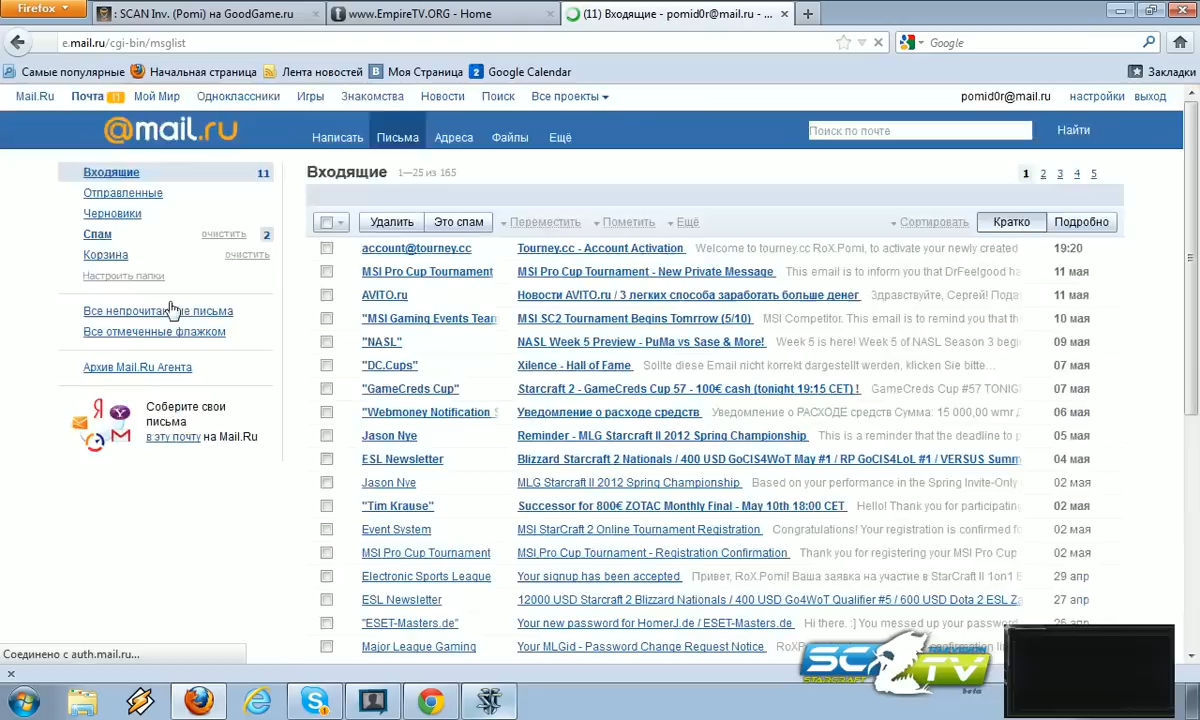 Firefox
: SCAN Inv. (Pomi) at GoodGame.ru
www.EmpireTV.ORG - Home
(11) Входящие - pomid0r@mail.ru - ...
e.mail.ru/cgi-bin/msglist
Google
Самые популярные
Начальная страница
Лента новостей
В Моя Страница
2 Google Calendar
Закладки
Mail.Ru Почта 11 Мой Мир Одноклассники Игры Знакомства Новости Поиск Все проекты
pomid0r@mail.ru настройки выход
@mail.ru
Написать Письма Адреса Файлы Ещё
Поиск по почте Найти
Входящие 11
Отправленные
Черновики
Спам очистить 2
Корзина очистить
Настроить папки
Все непрочитанные письма
Все отмеченные флажком
Архив Mail.Ru Агента
Соберите свои
письма
в эту почту на Mail.Ru
Входящие 1—25 из 165
1 2 3 4 5
Удалить Это спам Переместить Пометить Ещё Сортировать Кратко Подробно
account@tourney.cc Tourney.cc - Account Activation Welcome to tourney.cc RoX.Pomi, to activate your newly created 19:20
MSI Pro Cup Tournament MSI Pro Cup Tournament - New Private Message This email is to inform you that DrFeelgood ha 11 мая
AVITO.ru Новости AVITO.ru / 3 легких способа заработать больше денег Здравствуйте, Сергей! Пода 11 мая
"MSI Gaming Events Team MSI SC2 Tournament Begins Tomrrow (5/10) MSI Competitor. This email is to remind you that the 10 мая
"NASL" NASL Week 5 Preview - PuMa vs Sase & More! Week 5 is here! Week 5 of NASL Season 3 begi 09 мая
"DC.Cups" Xilence - Hall of Fame Sollte diese Email nicht korrekt dargestellt werden, klicken Sie bitte... 07 мая
"GameCreds Cup" Starcraft 2 - GameCreds Cup 57 - 100€ cash (tonight 19:15 CET) ! GameCreds Cup #57 TONIG 07 мая
"Webmoney Notification S Уведомление о расходе средств Уведомление о РАСХОДЕ средств Сумма: 15 000,00 wmr Д 06 мая
Jason Nye Reminder - MLG Starcraft II 2012 Spring Championship This is a reminder that the deadline to p 05 мая
ESL Newsletter Blizzard Starcraft 2 Nationals / 400 USD GoCIS4WoT May #1 / RP GoCIS4LoL #1 / VERSUS Summ 04 мая
Jason Nye MLG Starcraft II 2012 Spring Championship Based on your performance in the Spring Invite-Only 02 мая
"Tim Krause" Successor for 800€ ZOTAC Monthly Final - May 10th 18:00 CET Hello! Thank you for participating 02 мая
Event System MSI StarCraft 2 Online Tournament Registration Congratulations! Your registration is confirmed fo 02 мая
MSI Pro Cup Tournament MSI Pro Cup Tournament - Registration Confirmation Thank you for registering your MSI Pro Cup 02 мая
Electronic Sports League Your signup has been accepted Привет, RoX.Pomi! Ваша заявка на участие в StarCraft II 1on1 E 29 апр
ESL Newsletter 12000 USD Starcraft 2 Blizzard Nationals / 400 USD Go4WoT Qualifier #5 / 600 USD Dota 2 ESL Za 27 апр
"ESET-Masters.de" Your new password for HomerJ.de / ESET-Masters.de Hi there. :) You messed up your password 26 апр
Major League Gaming Your MLGid - Password Change Request Notice
Соединено с auth.mail.ru...
TV
STARCRAFT
beta